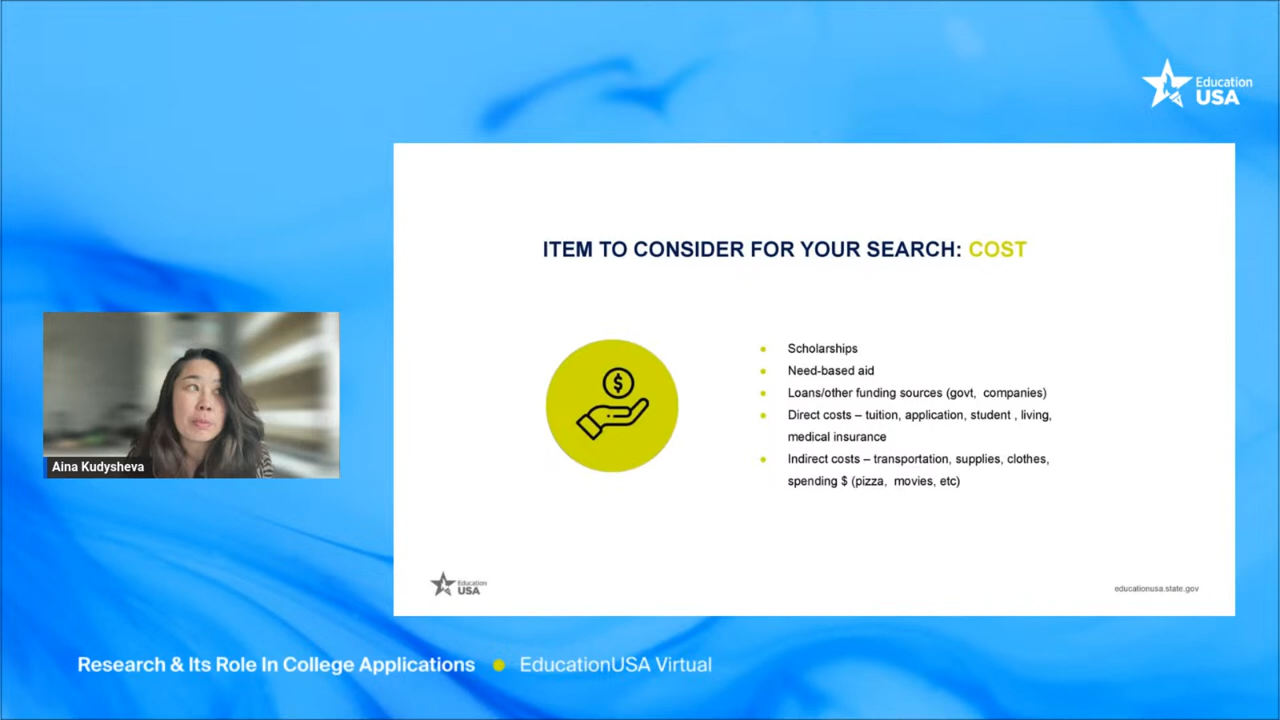 Education
USA
ITEM TO CONSIDER FOR YOUR SEARCH: COST
$
Scholarships
Need-based aid
Loans/other funding sources (govt, companies)
Direct costs – tuition, application, student , living,
medical insurance
Indirect costs – transportation, supplies, clothes,
spending $ (pizza, movies, etc)
Aina Kudysheva
Education
USA
educationusa.state.gov
Research & Its Role In College Applications ● EducationUSA Virtual